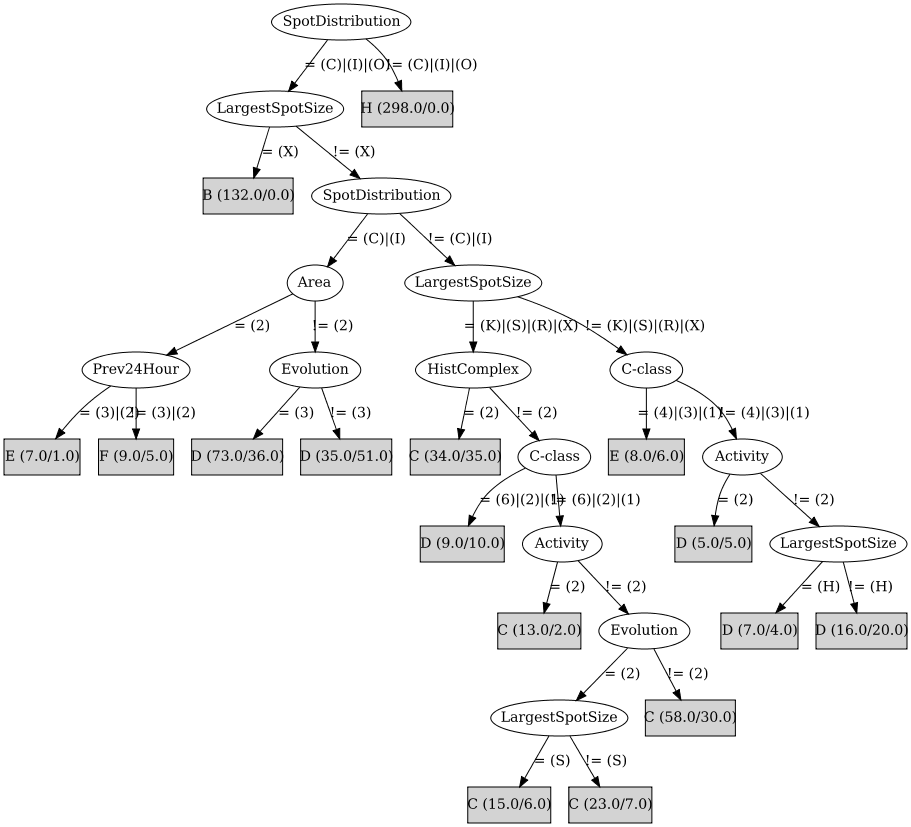 SpotDistribution
= (C)|(I)|(O)
!= (C)|(I)|(O)
LargestSpotSize
H (298.0/0.0)
= (X)
!= (X)
B (132.0/0.0)
SpotDistribution
= (C)|(I)
!= (C)|(I)
Area
LargestSpotSize
= (2)
!= (2)
= (K)|(S)|(R)|(X)
!= (K)|(S)|(R)|(X)
Prev24Hour
Evolution
HistComplex
C-class
= (3)|(2)
!= (3)|(2)
= (3)
!= (3)
= (2)
!= (2)
= (4)|(3)|(1)
!= (4)|(3)|(1)
E (7.0/1.0)
F (9.0/5.0)
D (73.0/36.0)
D (35.0/51.0)
C (34.0/35.0)
C-class
E (8.0/6.0)
Activity
= (6)|(2)|(1)
!= (6)|(2)|(1)
= (2)
!= (2)
D (9.0/10.0)
Activity
D (5.0/5.0)
LargestSpotSize
= (2)
!= (2)
= (H)
!= (H)
C (13.0/2.0)
Evolution
D (7.0/4.0)
D (16.0/20.0)
= (2)
!= (2)
LargestSpotSize
C (58.0/30.0)
= (S)
!= (S)
C (15.0/6.0)
C (23.0/7.0)